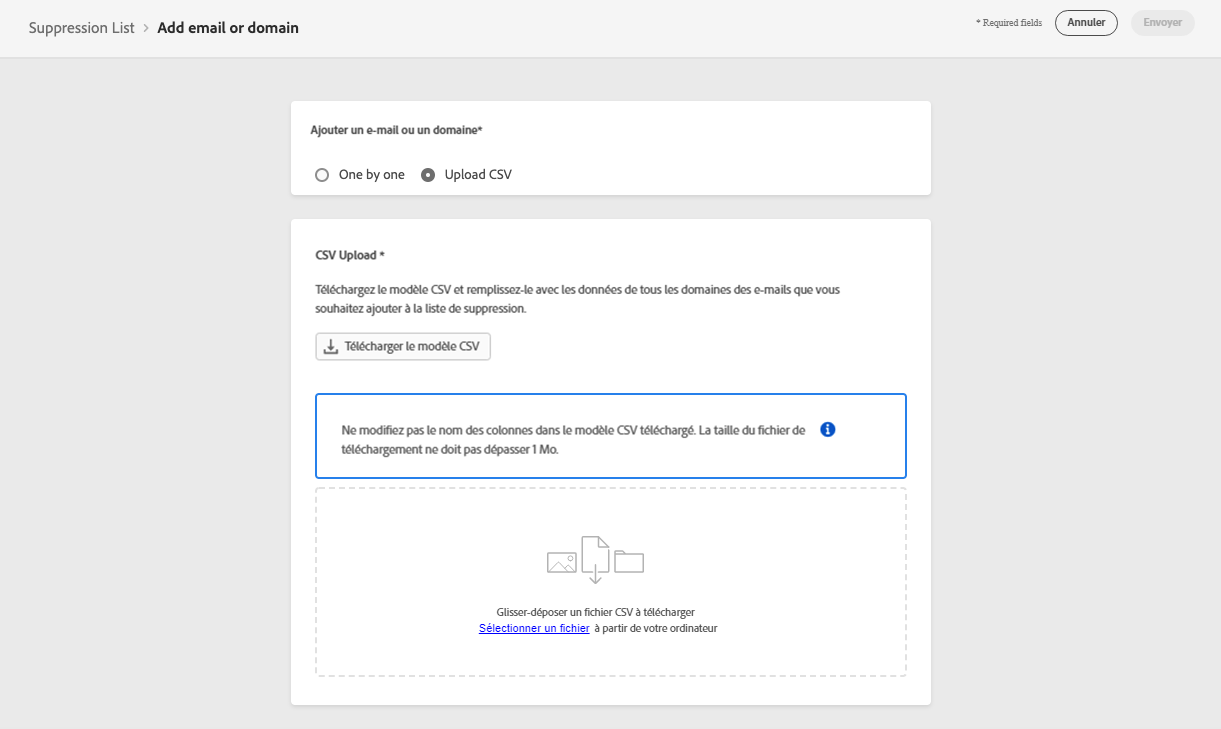 Suppression List > Add email or domain
* Required fields
Annuler
Envoyer
Ajouter un e-mail ou un domaine*
One by one
Upload CSV
CSV Upload *
Téléchargez le modèle CSV et remplissez-le avec les données de tous les domaines des e-mails que vous
souhaitez ajouter à la liste de suppression.
Télécharger le modèle CSV
Ne modifiez pas le nom des colonnes dans le modèle CSV téléchargé. La taille du fichier de
téléchargement ne doit pas dépasser 1 Mo.
Glisser-déposer un fichier CSV à télécharger
Sélectionner un fichier à partir de votre ordinateur